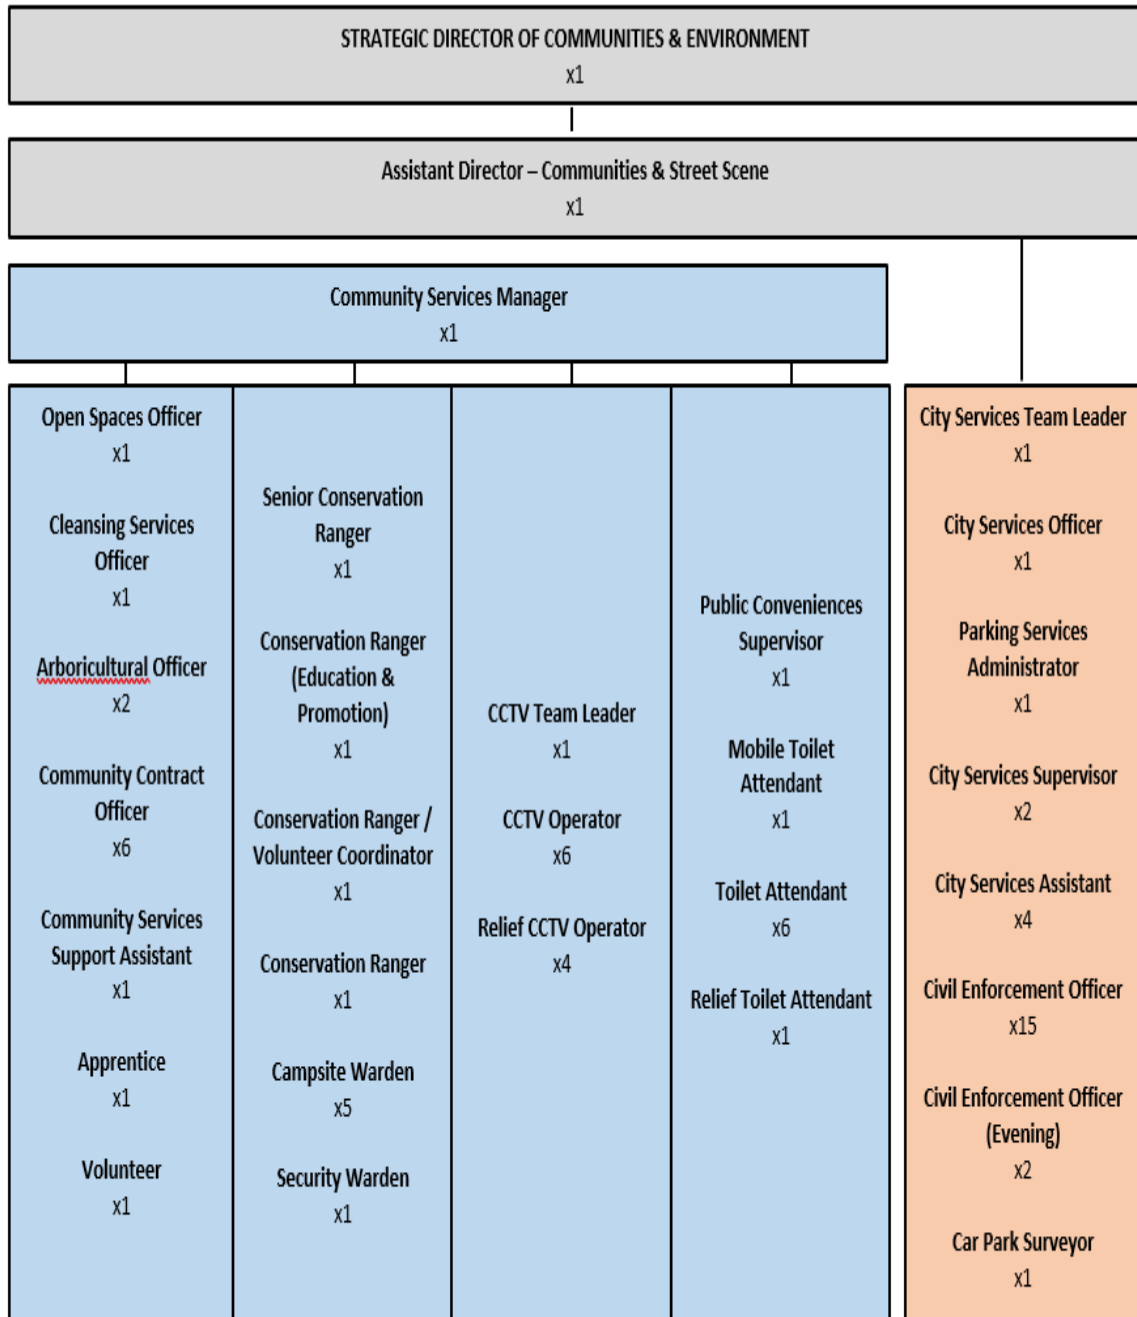 STRATEGIC DIRECTOR OF COMMUNITIES & ENVIRONMENT
x1
Assistant Director – Communities & Street Scene
x1
Community Services Manager
x1
Open Spaces Officer
x1
Cleansing Services
Officer
x1
Arboricultural Officer
x2
Community Contract
Officer
x6
Community Services
Support Assistant
x1
Apprentice
x1
Volunteer
x1
Senior Conservation
Ranger
x1
Conservation Ranger
(Education &
Promotion)
x1
Conservation Ranger /
Volunteer Coordinator
x1
Conservation Ranger
x1
Campsite Warden
x5
Security Warden
x1
CCTV Team Leader
x1
CCTV Operator
x6
Relief CCTV Operator
x4
Public Conveniences
Supervisor
x1
Mobile Toilet
Attendant
x1
Toilet Attendant
x6
Relief Toilet Attendant
x1
City Services Team Leader
x1
City Services Officer
x1
Parking Services
Administrator
x1
City Services Supervisor
x2
City Services Assistant
x4
Civil Enforcement Officer
x15
Civil Enforcement Officer
(Evening)
x2
Car Park Surveyor
x1